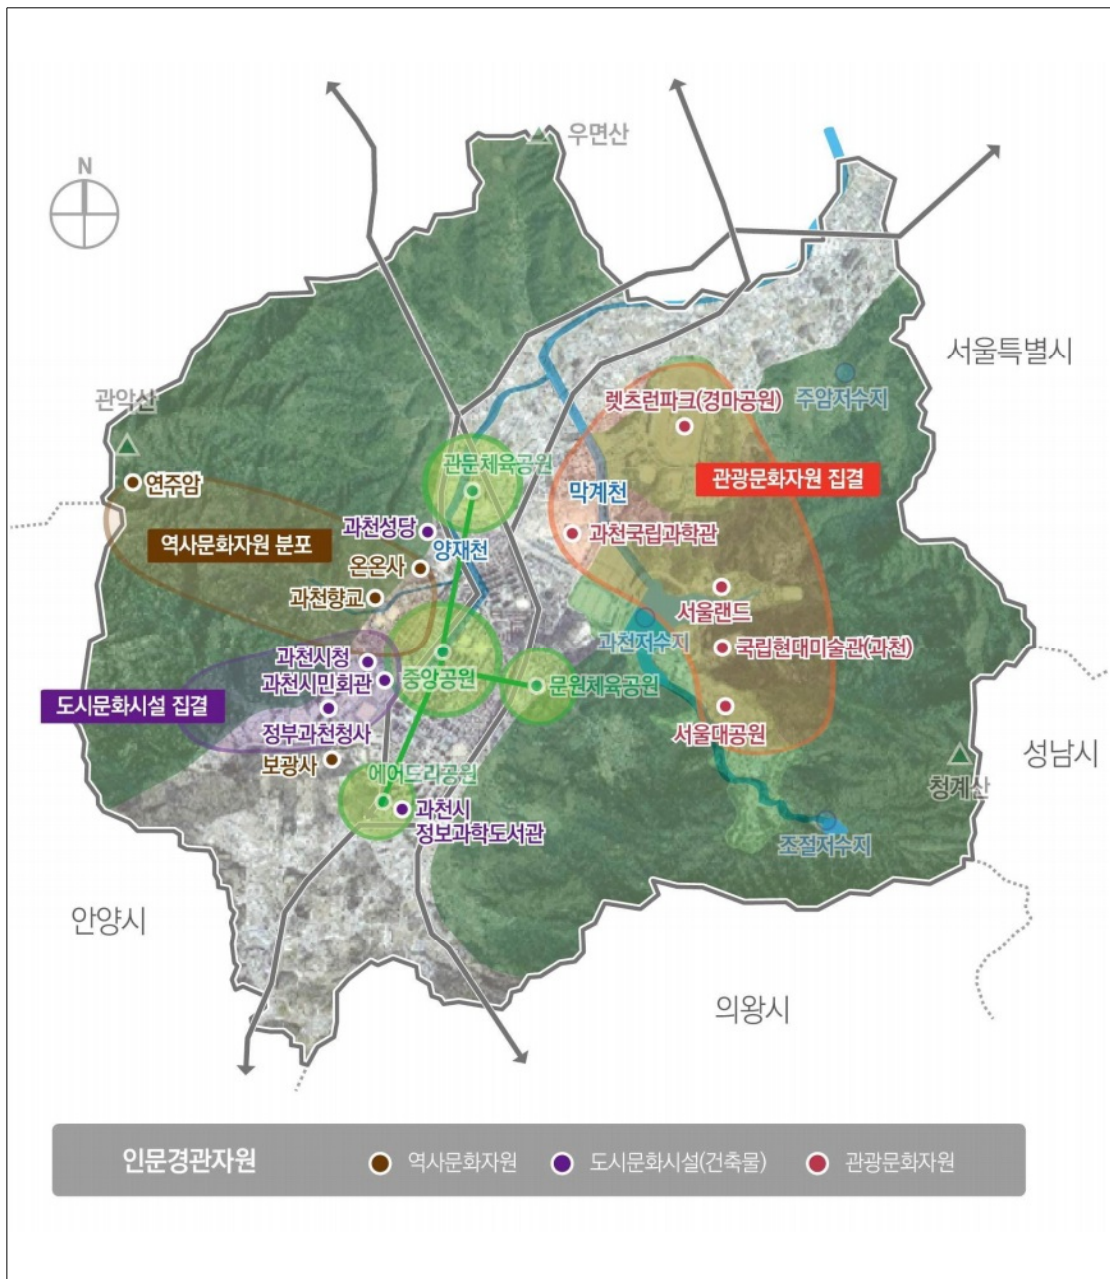 우면산
N
서울특별시
주암저수지
관악산
렛츠런파크(경마공원)
관문체육공원
관광문화자원 집결
연주암
막계천
과천성당
과천국립과학관
역사문화자원 분포
양재천
온온사
과천향교
서울랜드
과천저수지
국립현대미술관(과천)
과천시청
과천시민회관
중앙공원
문원체육공원
도시문화시설 집결
정부과천청사
서울대공원
보광사
성남시
에어드리공원
청계산
과천시
정보과학도서관
조절저수지
안양시
의왕시
인문경관자원
역사문화자원
도시문화시설(건축물)
관광문화자원